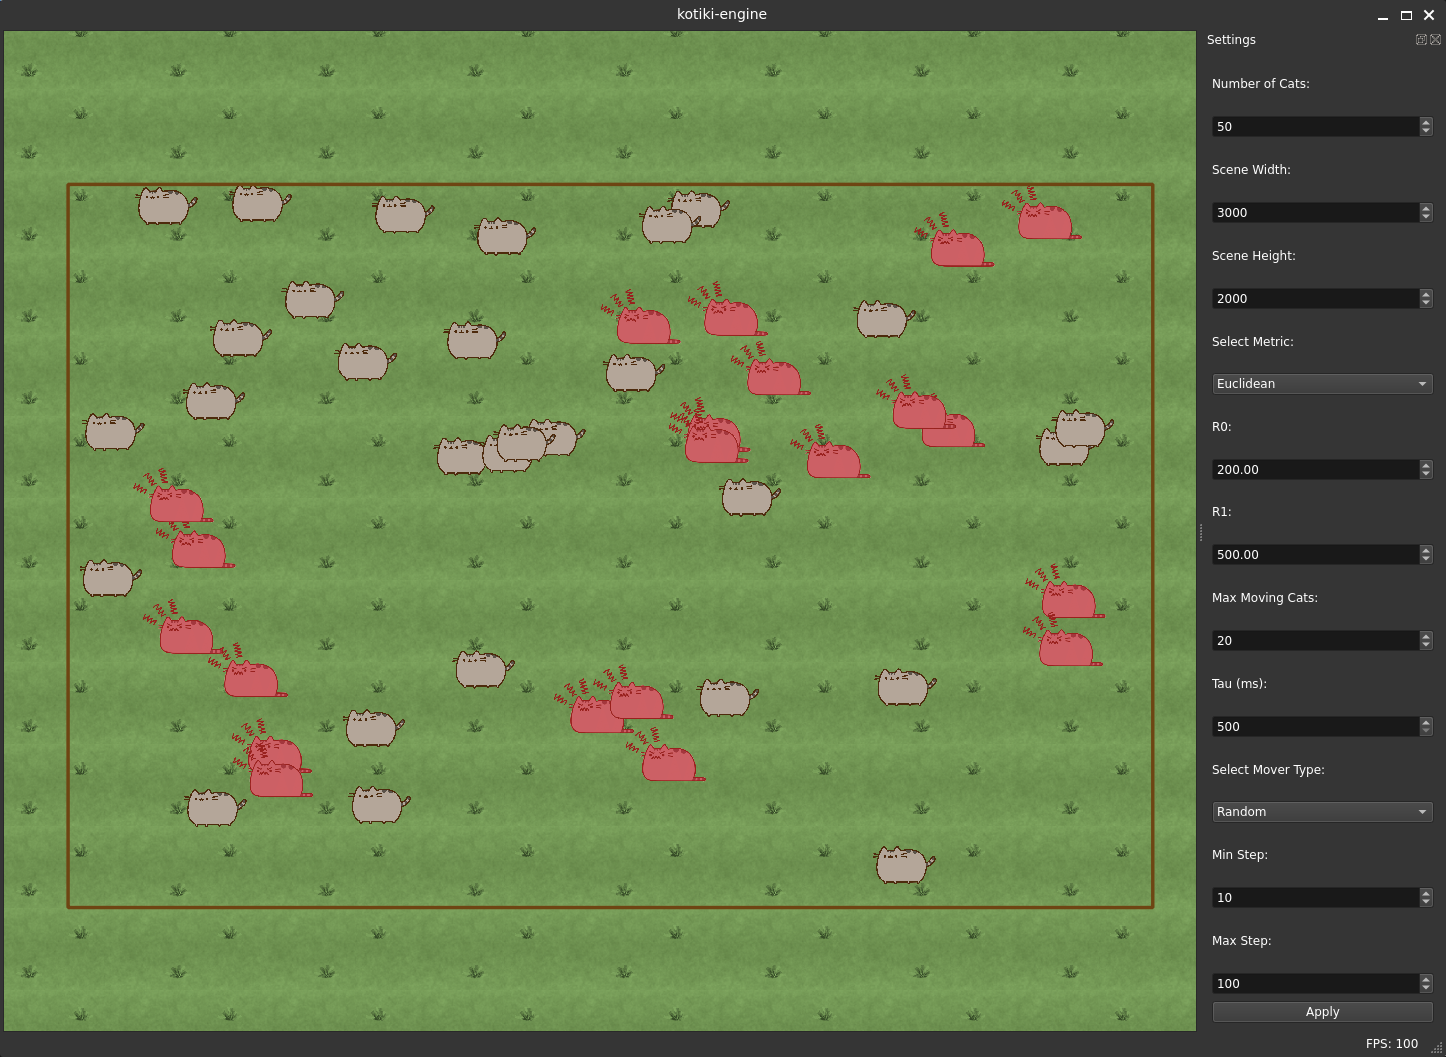 kotiki-engine
Settings
Number of Cats:
50
Scene Width:
3000
Scene Height:
2000
Select Metric:
Euclidean
R0:
200.00
R1:
500.00
Max Moving Cats:
20
Tau (ms):
500
Select Mover Type:
Random
Min Step:
10
Max Step:
100
Apply
FPS: 100